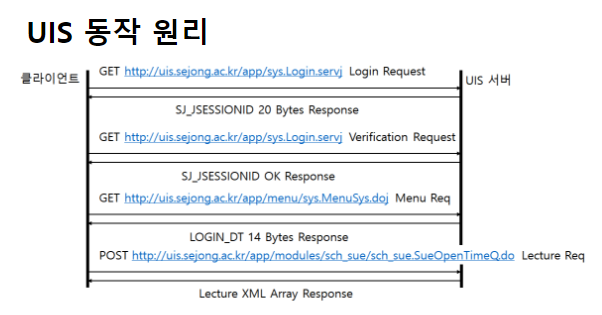 UIS 동작 원리
클라이언트
GET http://uis.sejong.ac.kr/app/sys.Login.servj Login Request
UIS 서버
SJ_JSESSIONID 20 Bytes Response
GET http://uis.sejong.ac.kr/app/sys.Login.servj Verification Request
SJ_JSESSIONID OK Response
GET http://uis.sejong.ac.kr/app/menu/sys.MenuSys.doj Menu Req
LOGIN_DT 14 Bytes Response
POST http://uis.sejong.ac.kr/app/modules/sch_sue/sch_sue.SueOpenTimeQ.do Lecture Req
Lecture XML Array Response